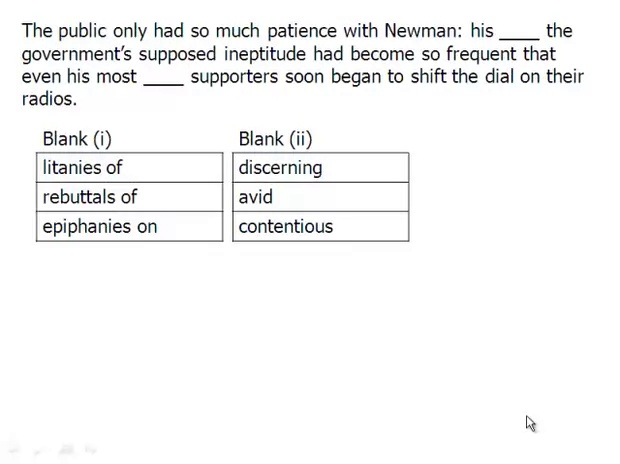 The public only had so much patience with Newman: his ____ the
government's supposed ineptitude had become so frequent that
even his most ____ supporters soon began to shift the dial on their
radios.
Blank (i) Blank (ii)
litanies of discerning
rebuttals of avid
epiphanies on contentious